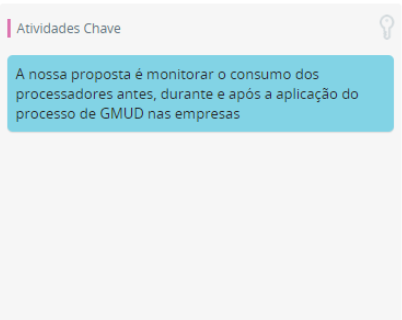 Atividades Chave
A nossa proposta é monitorar o consumo dos
processadores antes, durante e após a aplicação do
processo de GMUD nas empresas